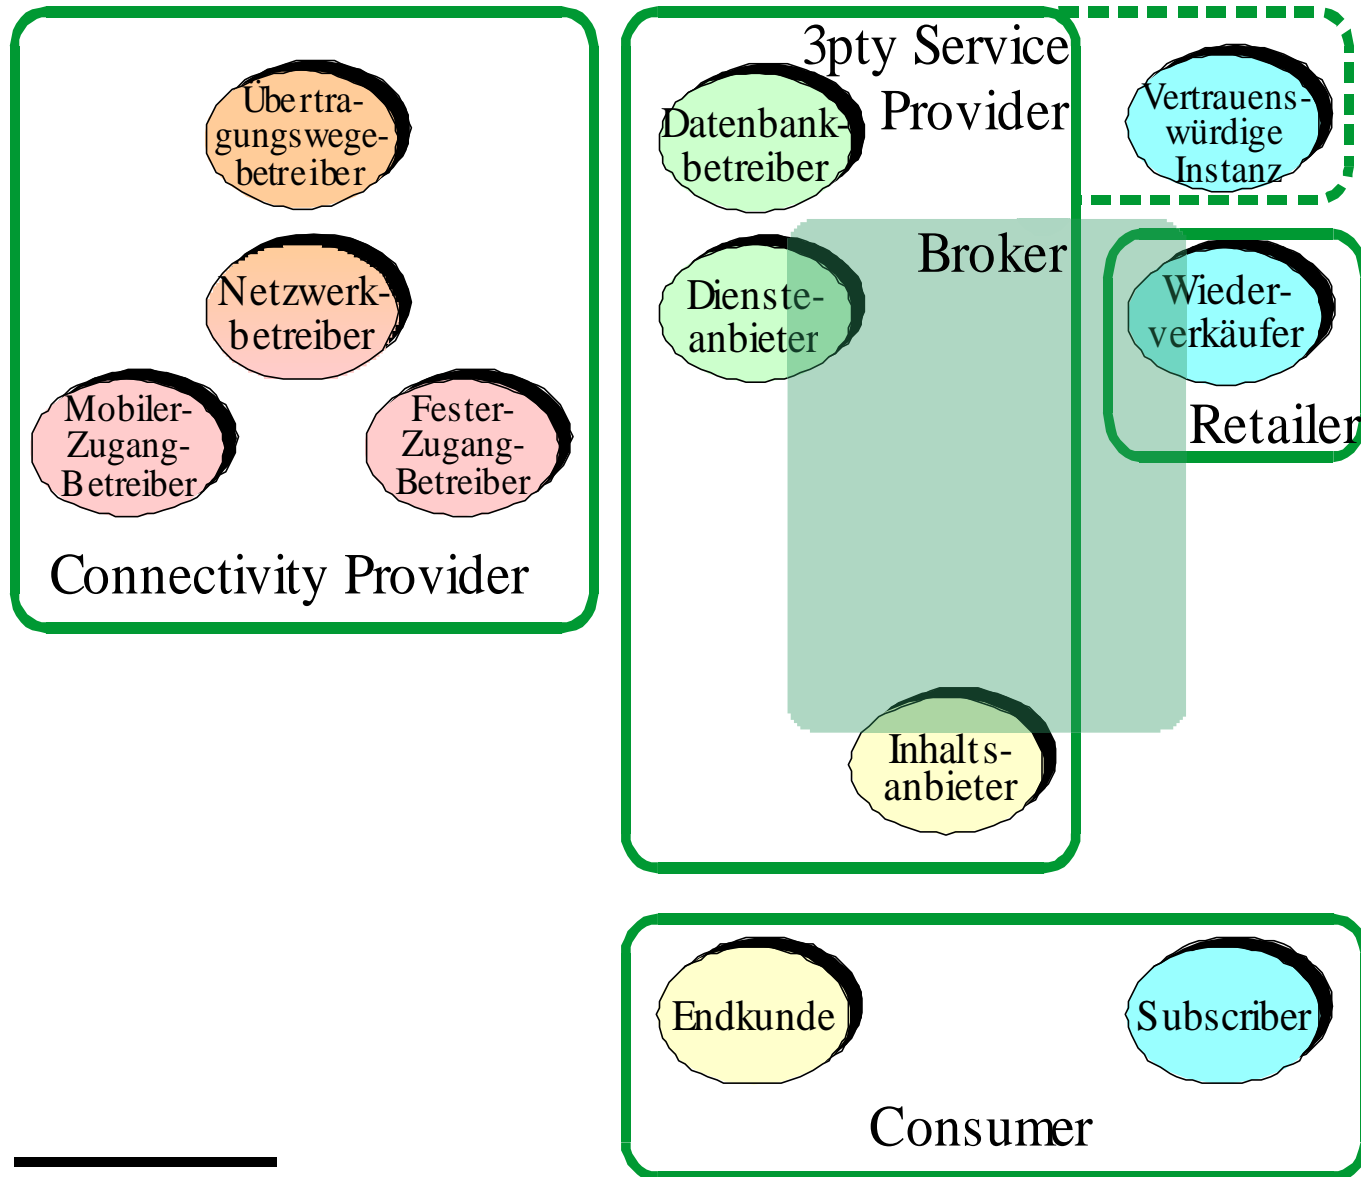 Übertra-
gungswege-
betreiber
Netzwerk-
betreiber
Mobiler-
Zugang-
Betreiber
Fester-
Zugang-
Betreiber
Connectivity Provider
3pty Service
Provider
Datenbank-
betreiber
Vertrauens-
würdige
Instanz
Broker
Dienste-
anbieter
Wieder-
verkäufer
Retailer
Inhalts-
anbieter
Endkunde
Subscriber
Consumer